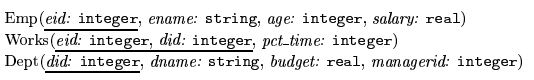 Emp(eid: integer, ename: string, age: integer, salary: real)
Works(eid: integer, did: integer, pct_time: integer)
Dept(did: integer, dname: string, budget: real, managerid: integer)